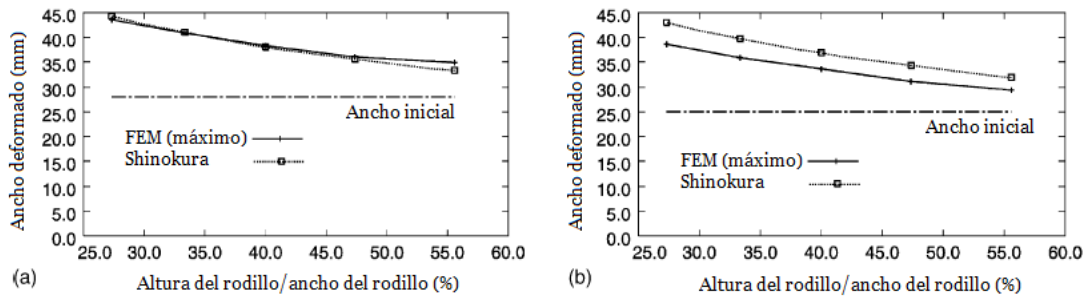 45.0
40.0
35.0
30.0
25.0
20.0
15.0
10.0
5.0
0.0
Ancho deformado (mm)
Ancho inicial
FEM (máximo)
Shinokura
25.0 30.0 35.0 40.0 45.0 50.0 55.0 60.0
(a) Altura del rodillo/ancho del rodillo (%)
45.0
40.0
35.0
30.0
25.0
20.0
15.0
10.0
5.0
0.0
Ancho deformado (mm)
Ancho inicial
FEM (máximo)
Shinokura
25.0 30.0 35.0 40.0 45.0 50.0 55.0 60.0
(b) Altura del rodillo/ancho del rodillo (%)